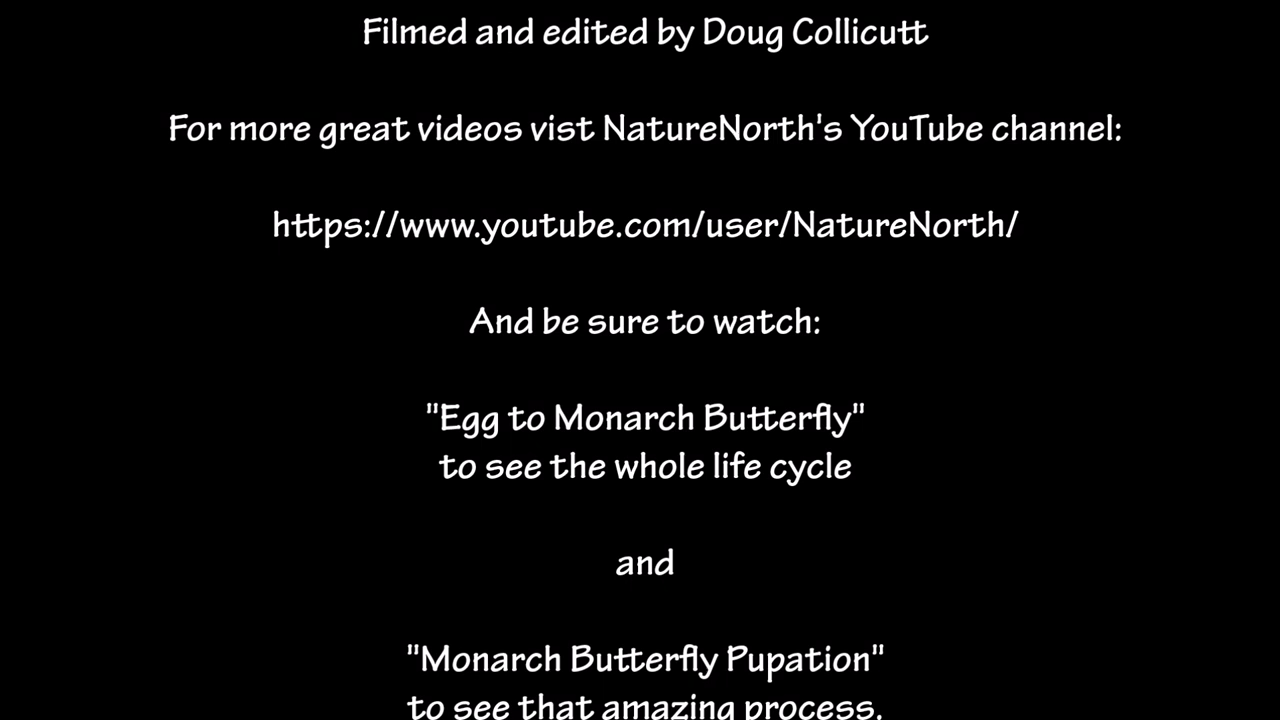 Filmed and edited by Doug Collicutt
For more great videos vist NatureNorth's YouTube channel:
https://www.youtube.com/user/NatureNorth/
And be sure to watch:
"Egg to Monarch Butterfly"
to see the whole life cycle
and
"Monarch Butterfly Pupation"
to see that amazing process.